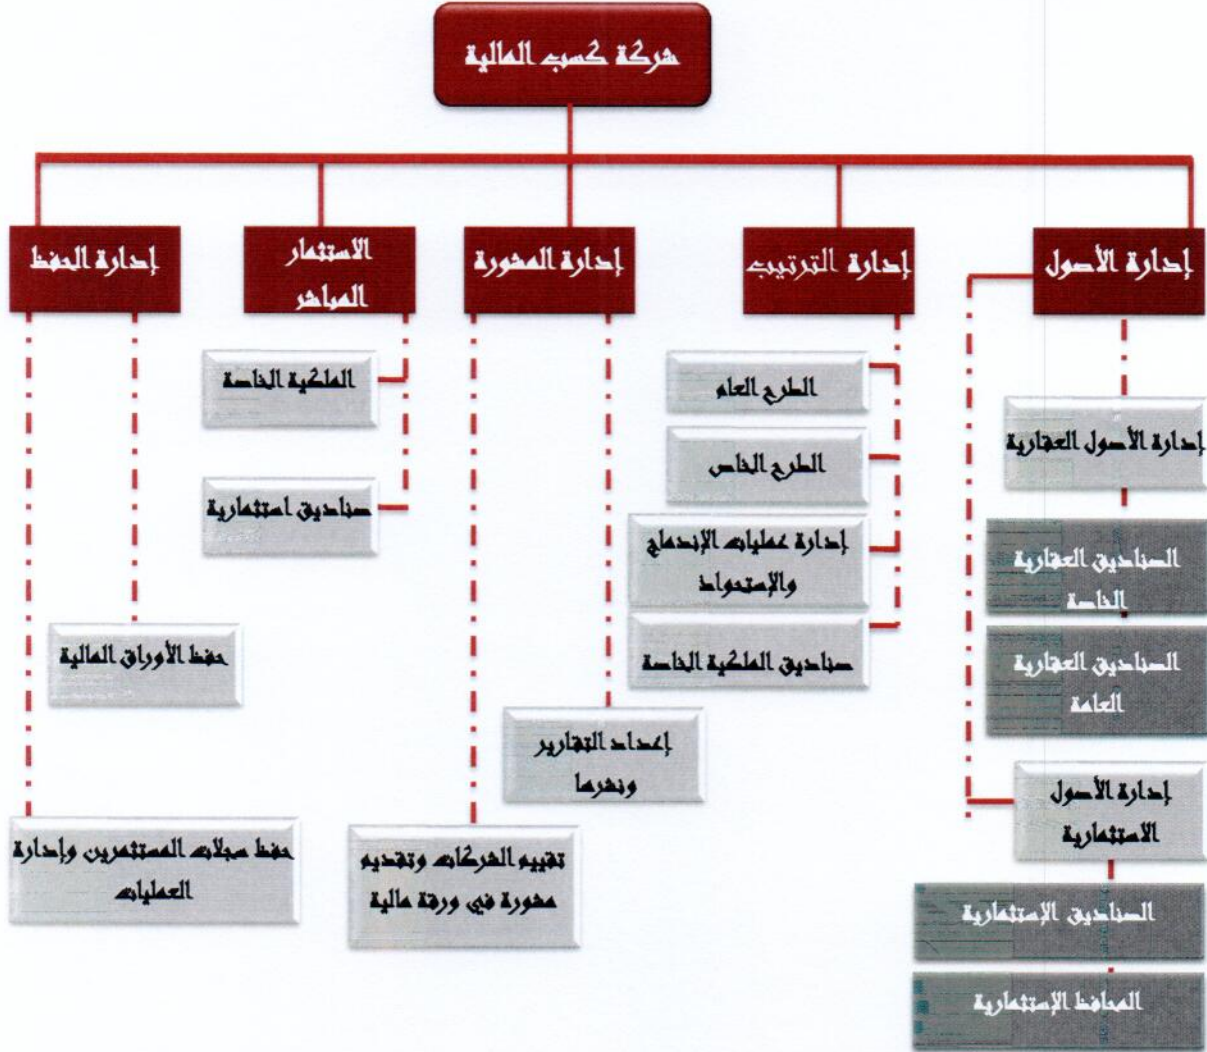 شركة كسب المالية
إدارة الأصول
إدارة الترتيب
إدارة المشورة
الاستثمار
المباشر
إدارة الحفظ
إدارة الأصول العقارية
الصناديق العقارية
الخاصة
الصناديق العقارية
العامة
إدارة الأصول
الاستثمارية
الصناديق الإستثمارية
المحافظ الإستثمارية
الطرح العام
الطرح الخاص
إدارة عمليات الإندماج
والإستحواذ
صناديق الملكية الخاصة
إعداد التقارير
ونشرها
تقييم الشركات وتقديم
مشورة في ورقة مالية
الملكية الخاصة
صناديق استثمارية
حفظ الأوراق المالية
حفظ سجلات المستثمرين وإدارة
العمليات